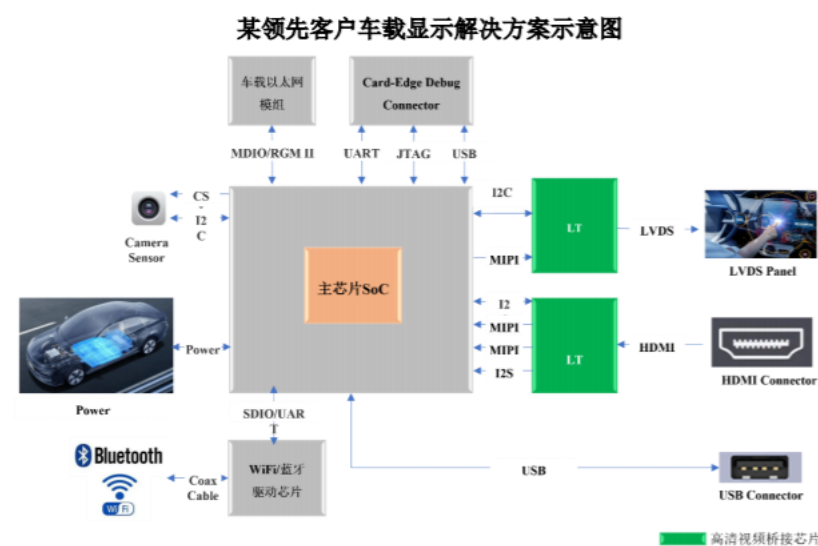 某领先客户车载显示解决方案示意图
车载以太网
模组
Card-Edge Debug
Connector
MDIO/RGM II
UART
JTAG
USB
CS
-
I2
C
Camera
Sensor
I2C
LT
LVDS
LVDS Panel
MIPI
主芯片SoC
I2
MIPI
MIPI
I2S
LT
HDMI
HDMI Connector
Power
Power
SDIO/UAR
T
Bluetooth
Wi Fi
Coax
Cable
WiFi/蓝牙
驱动芯片
USB
USB Connector
高清视频桥接芯片